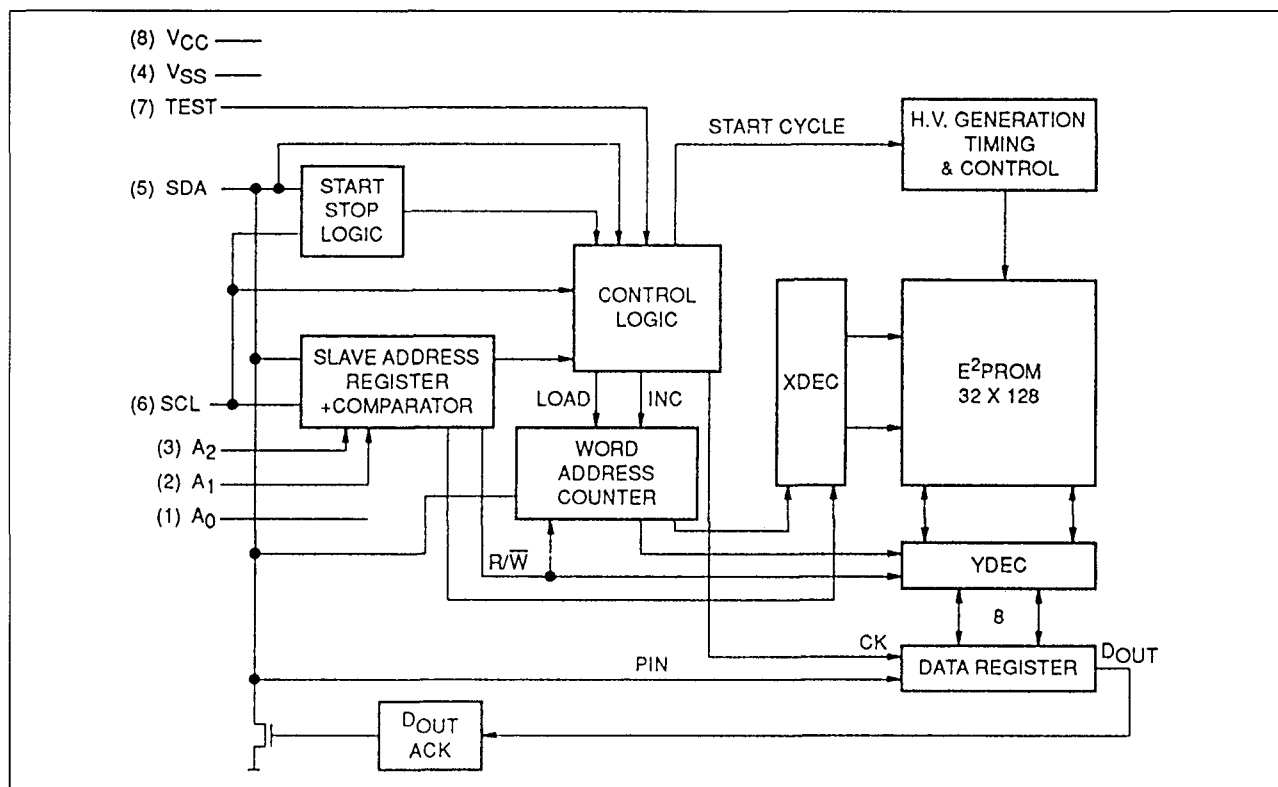 (8) VCC
(4) VSS
(7) TEST
START CYCLE
H.V. GENERATION
TIMING
& CONTROL
(5) SDA
START
STOP
LOGIC
CONTROL
LOGIC
XDEC
E²PROM
32 X 128
SLAVE ADDRESS
REGISTER
+COMPARATOR
(6) SCL
LOAD
INC
(3) A2
(2) A1
(1) A0
WORD
ADDRESS
COUNTER
R/W̅
YDEC
8
CK
PIN
DATA REGISTER
DOUT
DOUT
ACK